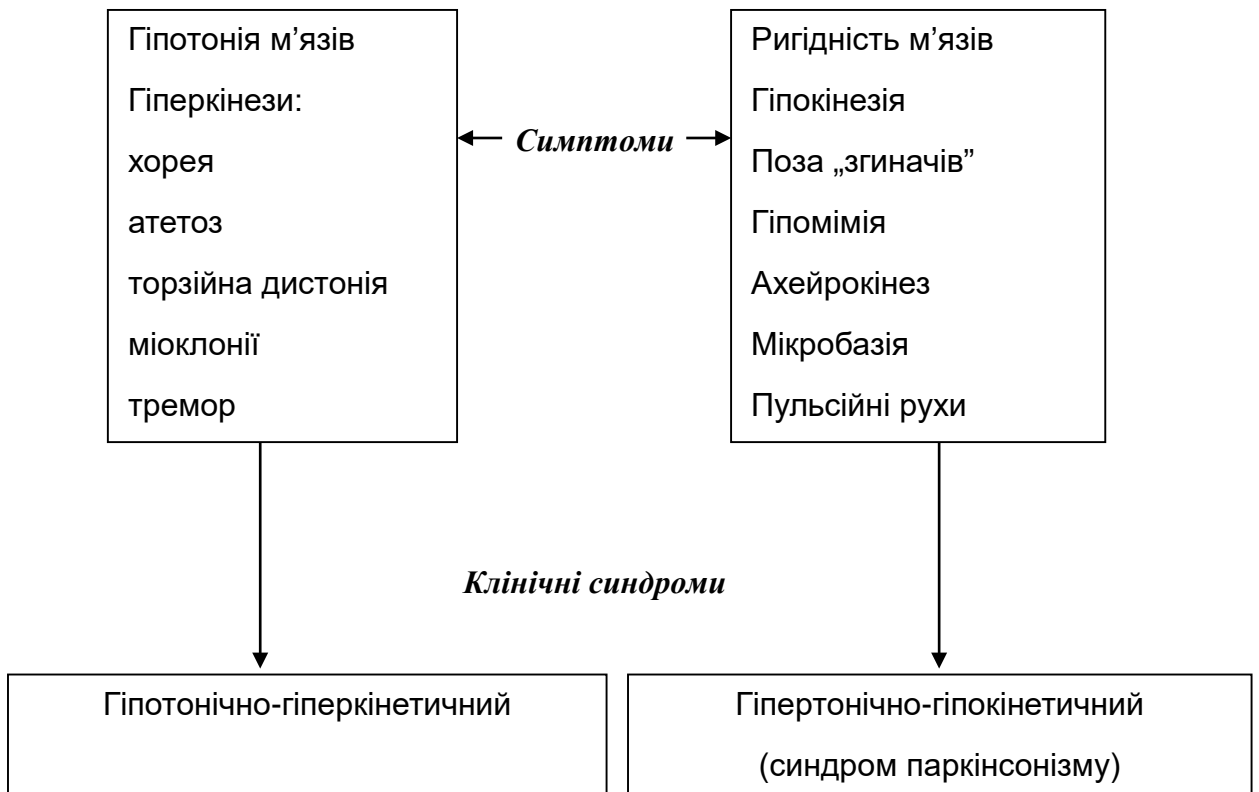 Гіпотонія м’язів
Гіперкінези:
хорея
атетоз
торзійна дистонія
міоклонії
тремор
Симптоми
Ригідність м’язів
Гіпокінезія
Поза „згиначів”
Гіпомімія
Ахейрокінез
Мікробазія
Пульсійні рухи
Клінічні синдроми
Гіпотонічно-гіперкінетичний
Гіпертонічно-гіпокінетичний
(синдром паркінсонізму)